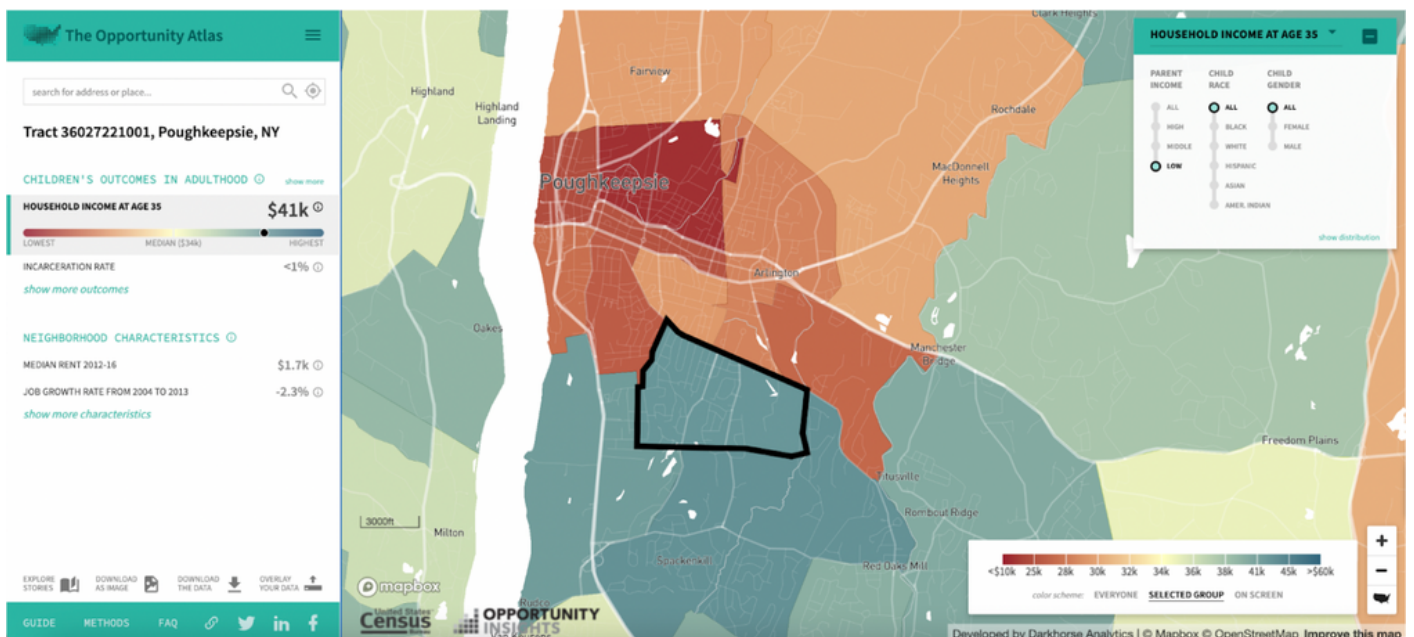 The Opportunity Atlas
search for address or place...
Tract 36027221001, Poughkeepsie, NY
CHILDREN'S OUTCOMES IN ADULTHOOD
show more
HOUSEHOLD INCOME AT AGE 35
$41k
LOWEST
MEDIAN ($34k)
HIGHEST
INCARCERATION RATE
<1%
show more outcomes
NEIGHBORHOOD CHARACTERISTICS
MEDIAN RENT 2012-16
$1.7k
JOB GROWTH RATE FROM 2004 TO 2013
-2.3%
show more characteristics
EXPLORE
STORIES
DOWNLOAD
AS IMAGE
DOWNLOAD
THE DATA
OVERLAY
YOUR DATA
GUIDE
METHODS
FAQ
Clark Heights
Fairview
Highland
Highland
Landing
Rochdale
MacDonnell
Heights
Poughkeepsie
Arlington
Oakes
Manchester
Bridge
Freedom Plains
Titusville
Rombout Ridge
3000ft
Milton
Spackenkill
Red Oaks Mill
mapbox
United States
Census
OPPORTUNITY
INSIGHTS
HOUSEHOLD INCOME AT AGE 35
PARENT
INCOME
ALL
HIGH
MIDDLE
LOW
CHILD
RACE
ALL
BLACK
WHITE
HISPANIC
ASIAN
AMER. INDIAN
CHILD
GENDER
ALL
FEMALE
MALE
show distribution
<$10k 25k 28k 30k 32k 34k 36k 38k 41k 45k >$60k
color scheme: EVERYONE SELECTED GROUP ON SCREEN
Developed by Darkhorse Analytics | © Mapbox © OpenStreetMap Improve this map